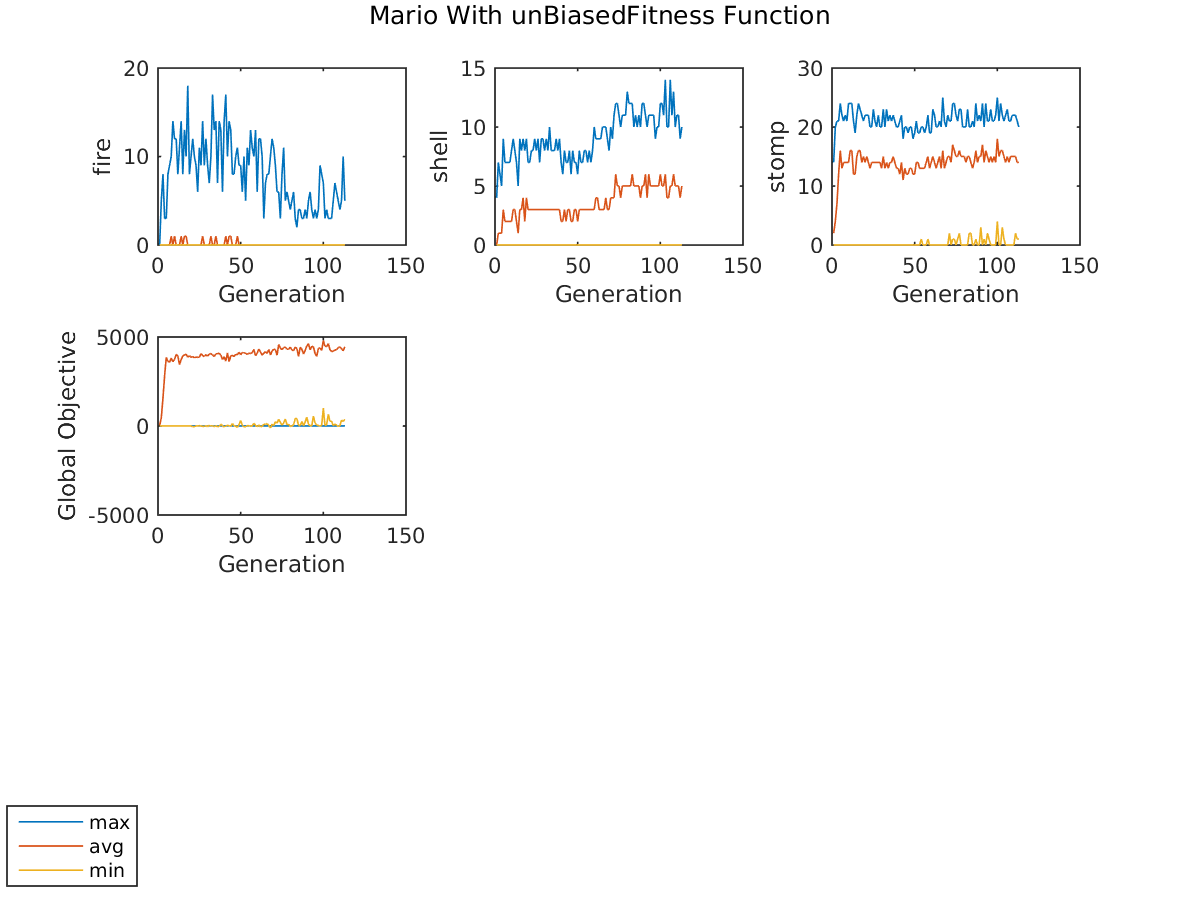 Mario With unBiasedFitness Function
20
10
0
fire
0 50 100 150
Generation
15
10
5
0
shell
0 50 100 150
Generation
30
20
10
0
stomp
0 50 100 150
Generation
5000
0
-5000
Global Objective
0 50 100 150
Generation
max
avg
min